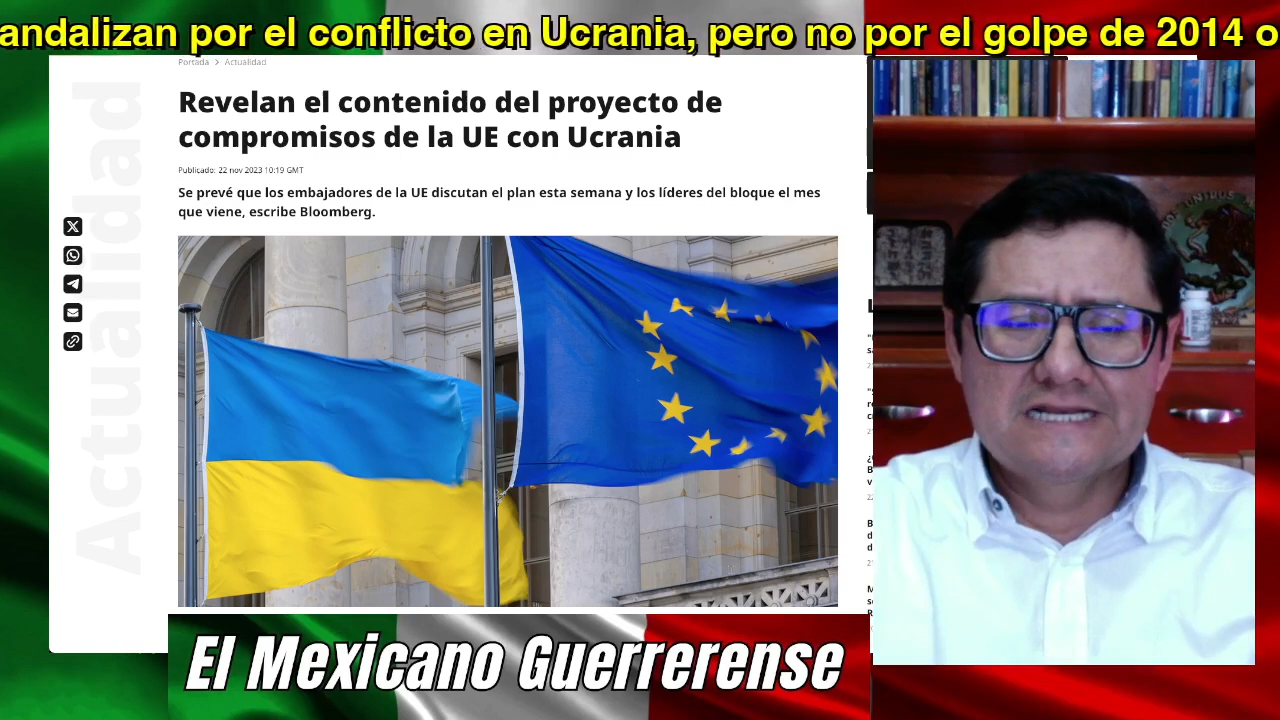 andalizan por el conflicto en Ucrania, pero no por el golpe de 2014 o
Portada > Actualidad
Actualidad
Revelan el contenido del proyecto de
compromisos de la UE con Ucrania
Publicado: 22 nov 2023 10:19 GMT
Se prevé que los embajadores de la UE discutan el plan esta semana y los líderes del bloque el mes
que viene, escribe Bloomberg.
El Mexicano Guerrerense